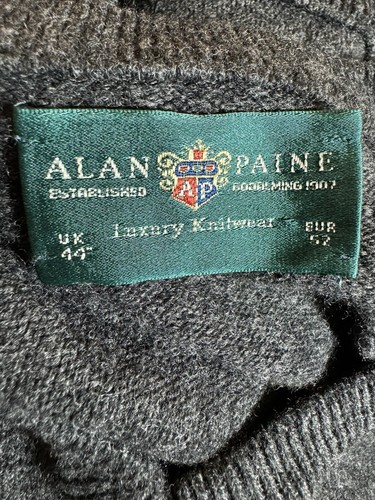 ALAN PAINE
ESTABLISHED GODALMING 1907
AP
Luxury Knitwear
UK
44"
EUR
52